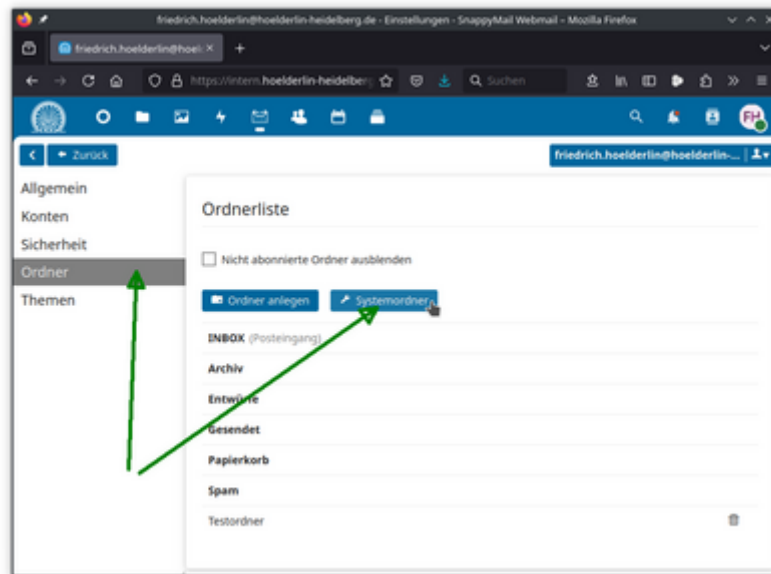 friedrich.hoelderlin@hoelderlin-heidelberg.de - Einstellungen - SnappyMail Webmail – Mozilla Firefox
friedrich.hoelderlin@hoel
https://intern.hoelderlin-heidelber
Suchen
FH
Zurück
friedrich.hoelderlin@hoelderlin-...
Allgemein
Konten
Sicherheit
Ordner
Themen
Ordnerliste
Nicht abonnierte Ordner ausblenden
Ordner anlegen
Systemordner
INBOX (Posteingang)
Archiv
Entwürfe
Gesendet
Papierkorb
Spam
Testordner